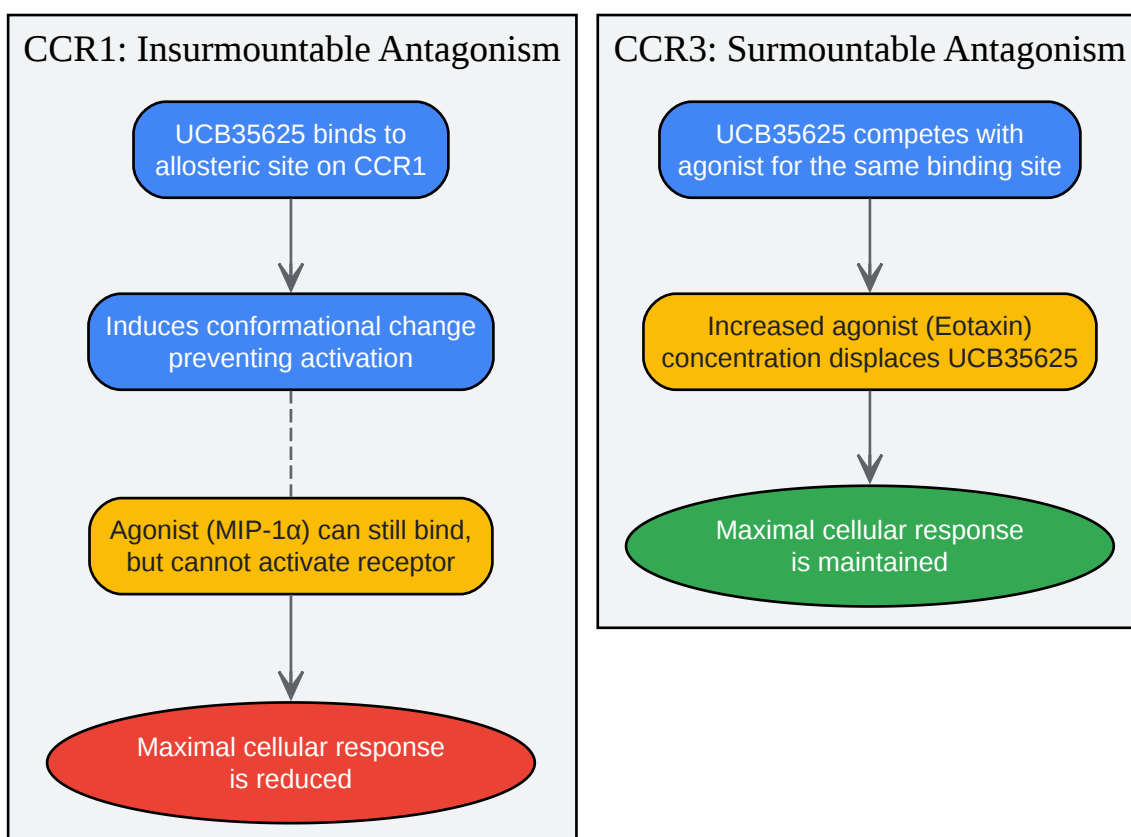 CCR1: Insurmountable Antagonism
UCB35625 binds to
allosteric site on CCR1
Induces conformational change
preventing activation
Agonist (MIP-1α) can still bind,
but cannot activate receptor
Maximal cellular response
is reduced
CCR3: Surmountable Antagonism
UCB35625 competes with
agonist for the same binding site
Increased agonist (Eotaxin)
concentration displaces UCB35625
Maximal cellular response
is maintained